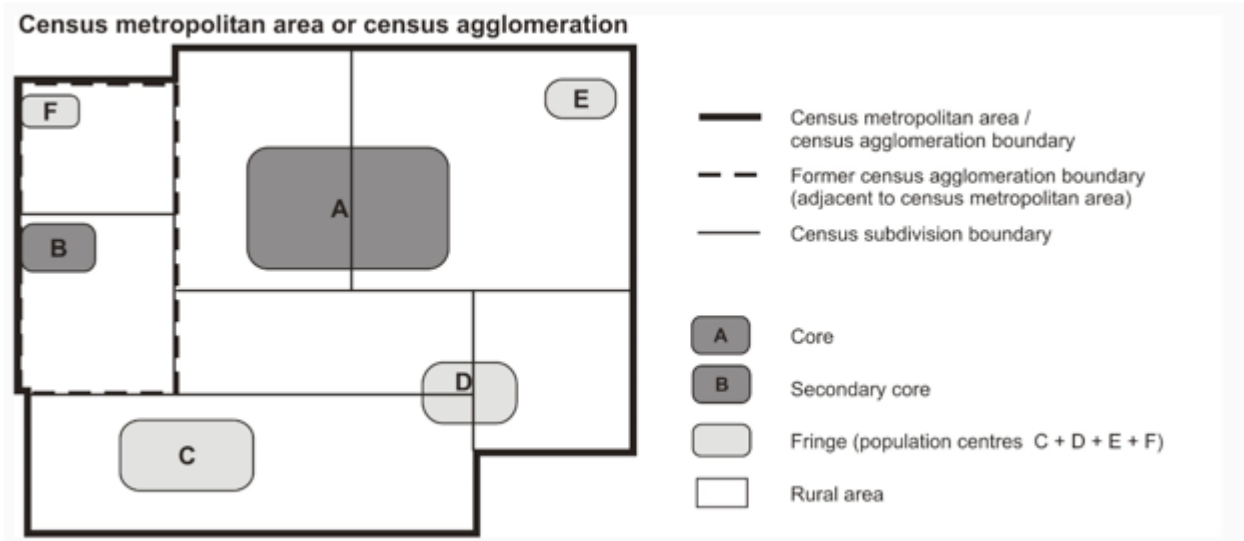 Census metropolitan area or census agglomeration
F
E
A
B
D
C
Census metropolitan area /
census agglomeration boundary
Former census agglomeration boundary
(adjacent to census metropolitan area)
Census subdivision boundary
A Core
B Secondary core
Fringe (population centres C + D + E + F)
Rural area